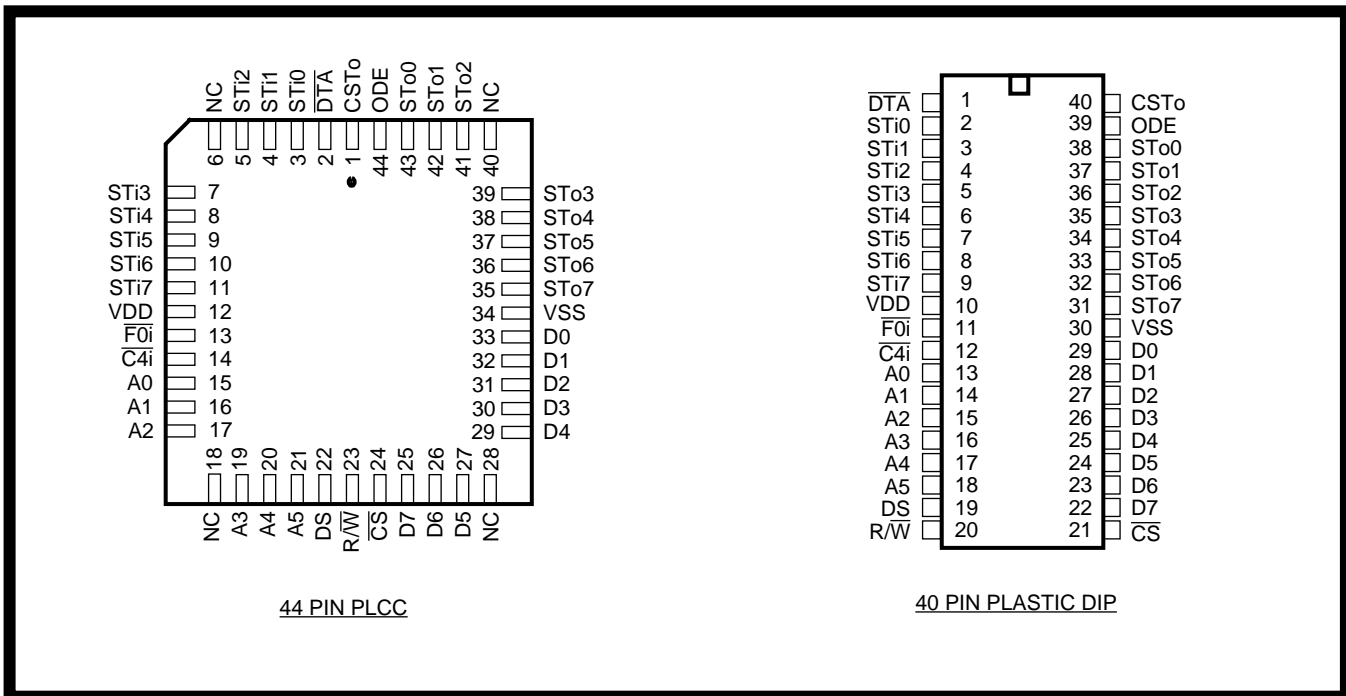 NC STi2 STi1 STi0 D̅T̅A̅ CSTo ODE STo0 STo1 STo2 NC
6 5 4 3 2 1 44 43 42 41 40
STi3 7 39 STo3
STi4 8 38 STo4
STi5 9 37 STo5
STi6 10 36 STo6
STi7 11 35 STo7
VDD 12 34 VSS
F̅0̅i̅ 13 33 D0
C̅4̅i̅ 14 32 D1
A0 15 31 D2
A1 16 30 D3
A2 17 29 D4
18 19 20 21 22 23 24 25 26 27 28
NC A3 A4 A5 DS R/W̅ C̅S̅ D7 D6 D5 NC
44 PIN PLCC
D̅T̅A̅ 1 40 CSTo
STi0 2 39 ODE
STi1 3 38 STo0
STi2 4 37 STo1
STi3 5 36 STo2
STi4 6 35 STo3
STi5 7 34 STo4
STi6 8 33 STo5
STi7 9 32 STo6
VDD 10 31 STo7
F̅0̅i̅ 11 30 VSS
C̅4̅i̅ 12 29 D0
A0 13 28 D1
A1 14 27 D2
A2 15 26 D3
A3 16 25 D4
A4 17 24 D5
A5 18 23 D6
DS 19 22 D7
R/W̅ 20 21 C̅S̅
40 PIN PLASTIC DIP